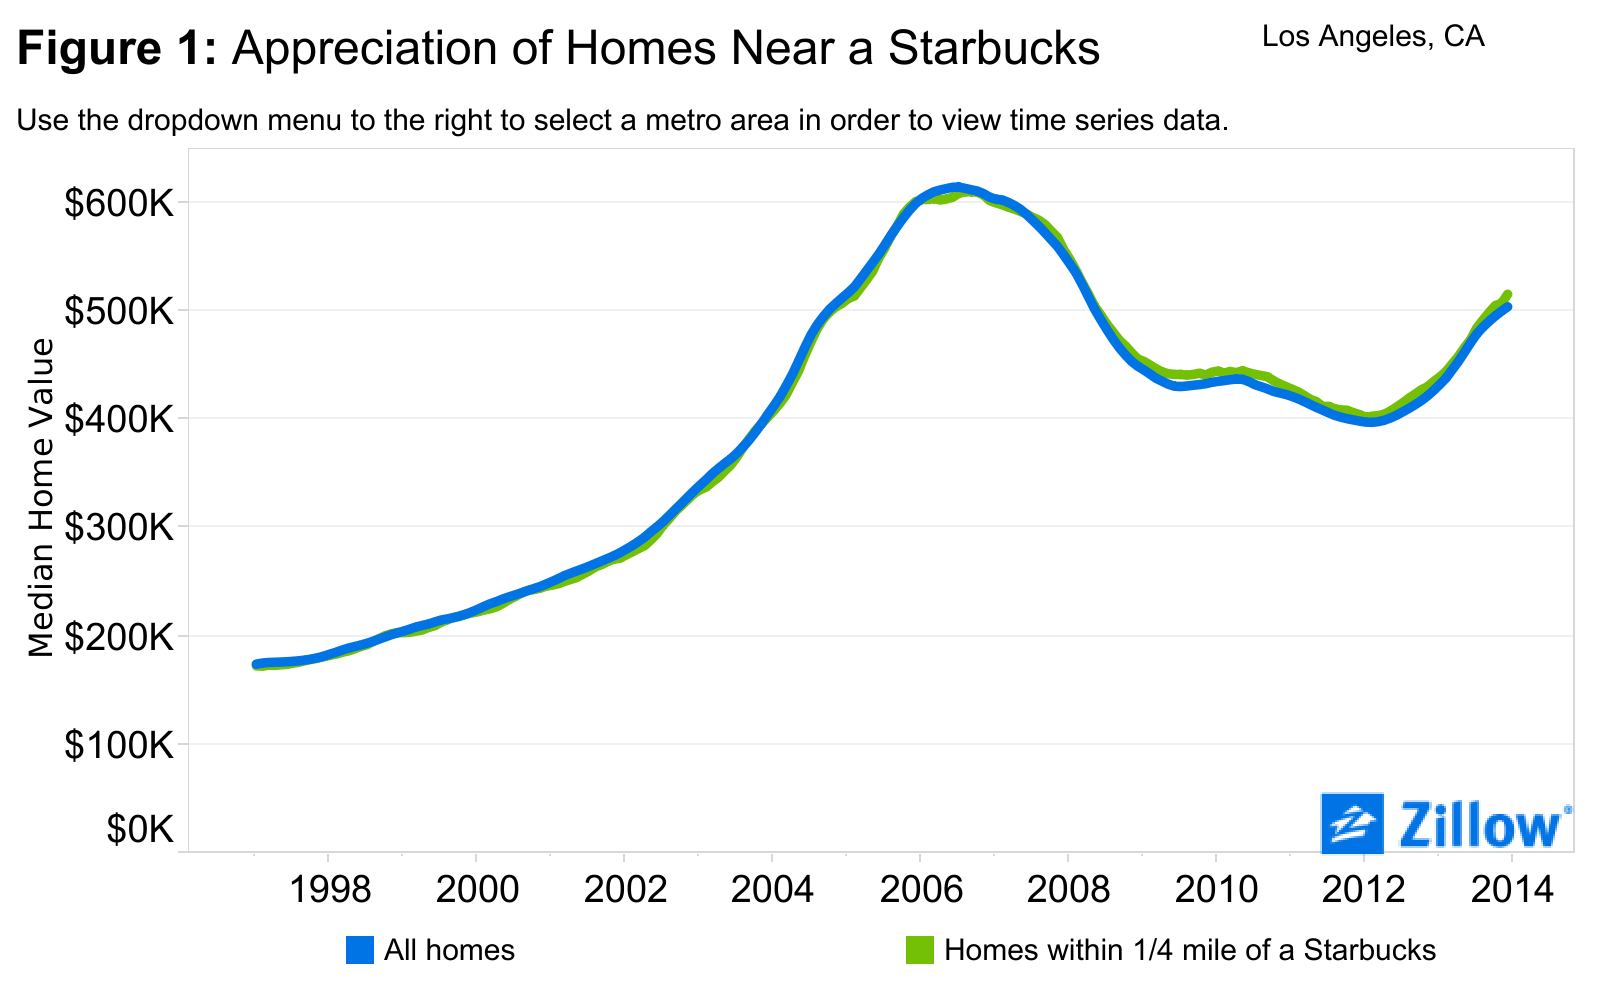 Figure 1: Appreciation of Homes Near a Starbucks
Los Angeles, CA
Use the dropdown menu to the right to select a metro area in order to view time series data.
Median Home Value
$600K
$500K
$400K
$300K
$200K
$100K
$0K
Zillow®
1998 2000 2002 2004 2006 2008 2010 2012 2014
All homes
Homes within 1/4 mile of a Starbucks